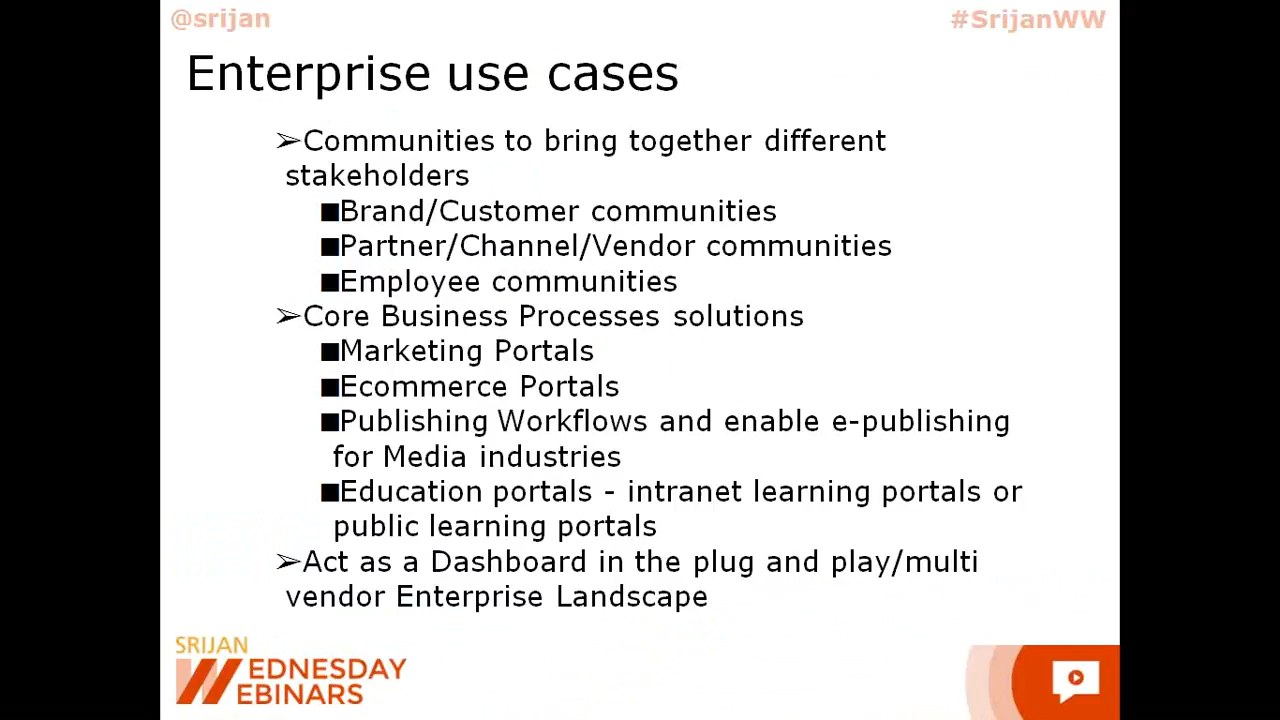 @srijan #SrijanWW
Enterprise use cases
➢Communities to bring together different
stakeholders
■Brand/Customer communities
■Partner/Channel/Vendor communities
■Employee communities
➢Core Business Processes solutions
■Marketing Portals
■Ecommerce Portals
■Publishing Workflows and enable e-publishing
for Media industries
■Education portals - intranet learning portals or
public learning portals
➢Act as a Dashboard in the plug and play/multi
vendor Enterprise Landscape
SRIJAN
WEDNESDAY
WEBINARS